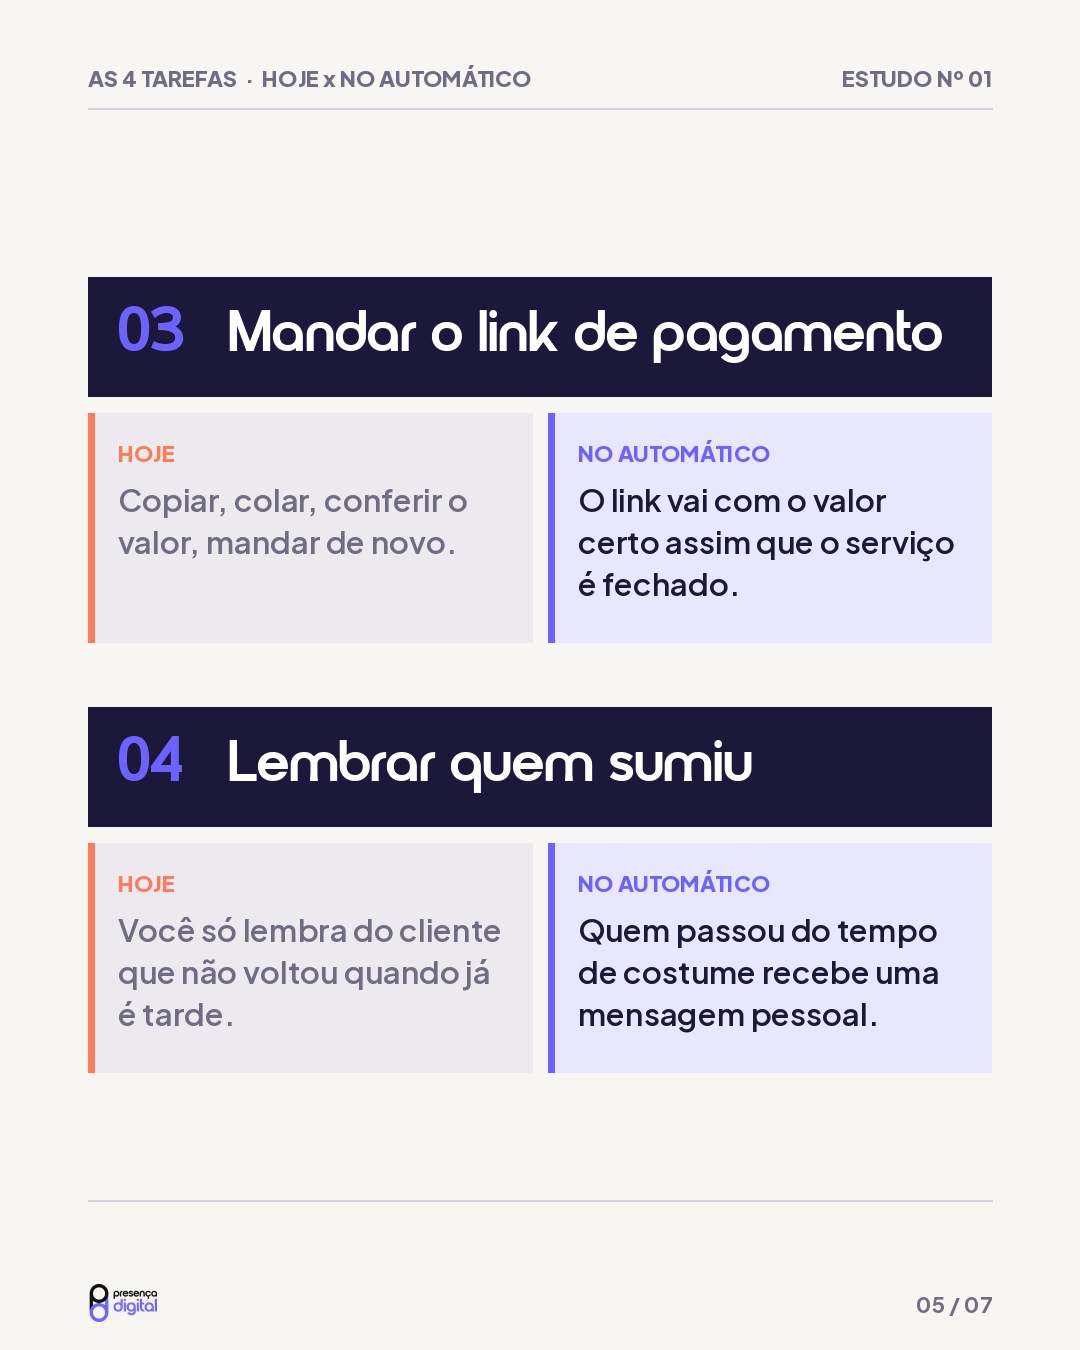 AS 4 TAREFAS · HOJE x NO AUTOMÁTICO
ESTUDO Nº 01
03 Mandar o link de pagamento
HOJE
Copiar, colar, conferir o
valor, mandar de novo.
NO AUTOMÁTICO
O link vai com o valor
certo assim que o serviço
é fechado.
04 Lembrar quem sumiu
HOJE
Você só lembra do cliente
que não voltou quando já
é tarde.
NO AUTOMÁTICO
Quem passou do tempo
de costume recebe uma
mensagem pessoal.
presença
digital
05 / 07